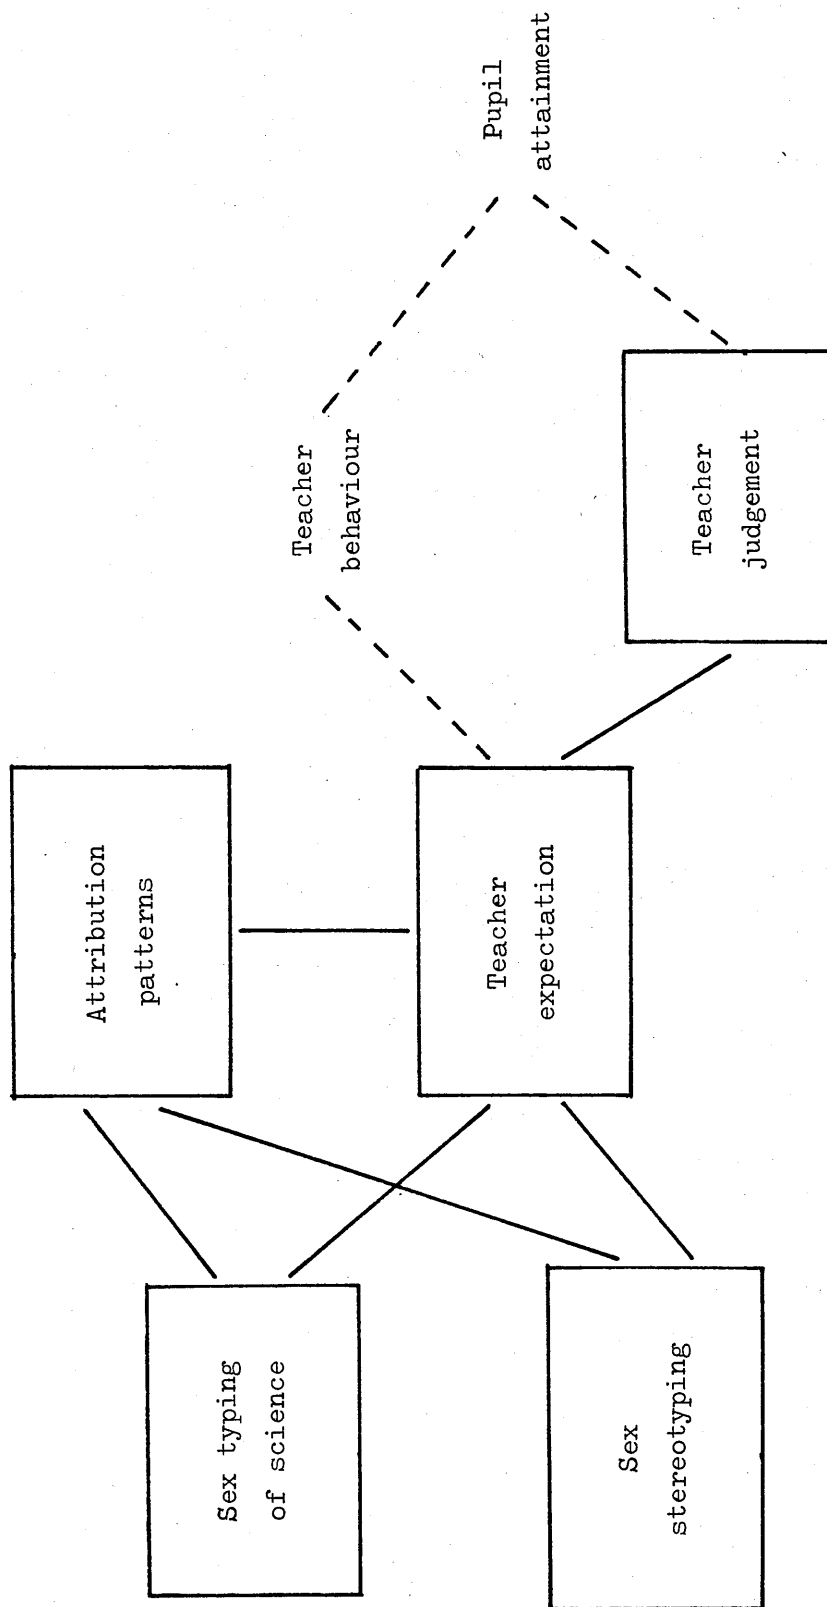 Sex typing
of science
Sex
stereotyping
Attribution
patterns
Teacher
expectation
Teacher
behaviour
Teacher
judgement
Pupil
attainment